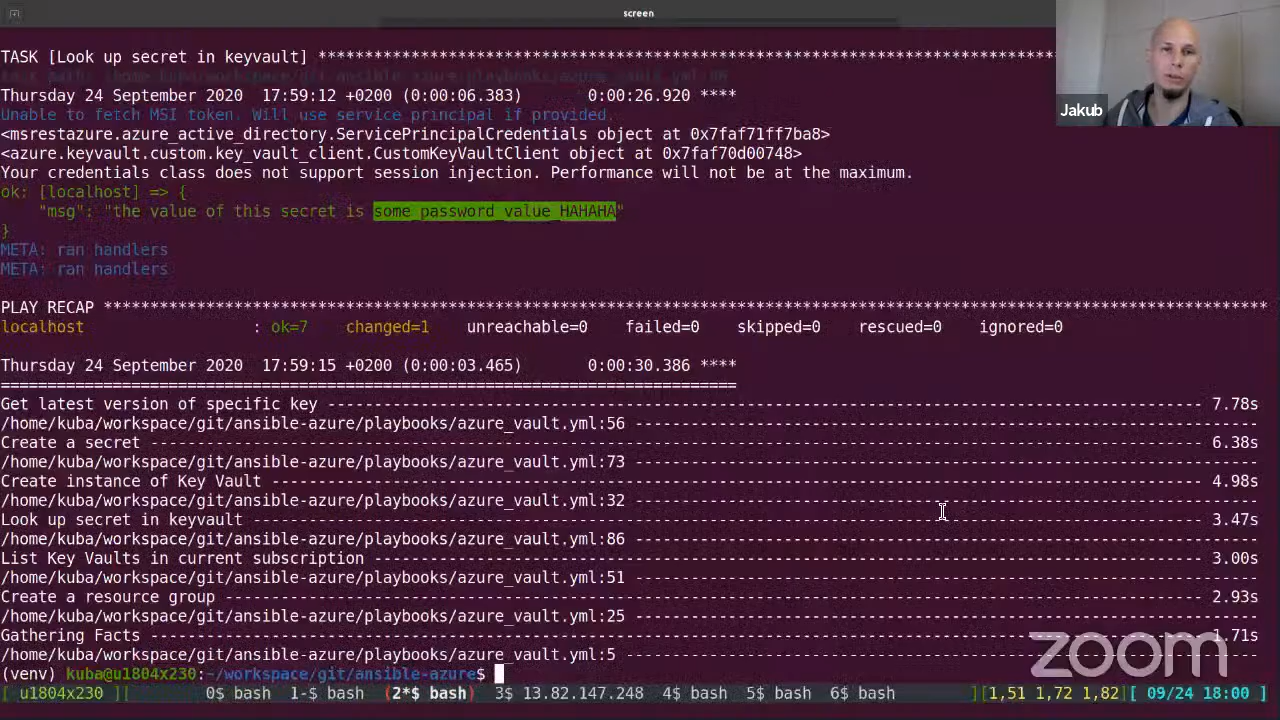 screen
TASK [Look up secret in keyvault] ******************************************************************************************************
task path: /home/kuba/workspace/git/ansible-azure/playbooks/azure_vault.yml:86
Thursday 24 September 2020  17:59:12 +0200 (0:00:06.383)       0:00:26.920 ****
Unable to fetch MSI token. Will use service principal if provided.
<msrestazure.azure_active_directory.ServicePrincipalCredentials object at 0x7faf71ff7ba8>
<azure.keyvault.custom.key_vault_client.CustomKeyVaultClient object at 0x7faf70d00748>
Your credentials class does not support session injection. Performance will not be at the maximum.
ok: [localhost] => {
    "msg": "the value of this secret is some_password_value_HAHAHA"
}
META: ran handlers
META: ran handlers
PLAY RECAP ****************************************************************************************************************************
localhost                  : ok=7    changed=1    unreachable=0    failed=0    skipped=0    rescued=0    ignored=0
Thursday 24 September 2020  17:59:15 +0200 (0:00:03.465)       0:00:30.386 ****
===============================================================================
Get latest version of specific key ---------------------------------------------------------------------------------------------- 7.78s
/home/kuba/workspace/git/ansible-azure/playbooks/azure_vault.yml:56 -------------------------------------------------------------------
Create a secret ----------------------------------------------------------------------------------------------------------------- 6.38s
/home/kuba/workspace/git/ansible-azure/playbooks/azure_vault.yml:73 -------------------------------------------------------------------
Create instance of Key Vault ---------------------------------------------------------------------------------------------------- 4.98s
/home/kuba/workspace/git/ansible-azure/playbooks/azure_vault.yml:32 -------------------------------------------------------------------
Look up secret in keyvault ------------------------------------------------------------------------------------------------------ 3.47s
/home/kuba/workspace/git/ansible-azure/playbooks/azure_vault.yml:86 -------------------------------------------------------------------
List Key Vaults in current subscription ----------------------------------------------------------------------------------------- 3.00s
/home/kuba/workspace/git/ansible-azure/playbooks/azure_vault.yml:51 -------------------------------------------------------------------
Create a resource group --------------------------------------------------------------------------------------------------------- 2.93s
/home/kuba/workspace/git/ansible-azure/playbooks/azure_vault.yml:25 -------------------------------------------------------------------
Gathering Facts ----------------------------------------------------------------------------------------------------------------- 1.71s
/home/kuba/workspace/git/ansible-azure/playbooks/azure_vault.yml:5 --------------------------------------------------------------------
(venv) kuba@u1804x230:~/workspace/git/ansible-azure$
[ u1804x230 ][        0$ bash  1-$ bash  (2*$ bash)  3$ 13.82.147.248  4$ bash  5$ bash  6$ bash        ][1,51 1,72 1,82][ 09/24 18:00 ]
Jakub
zoom